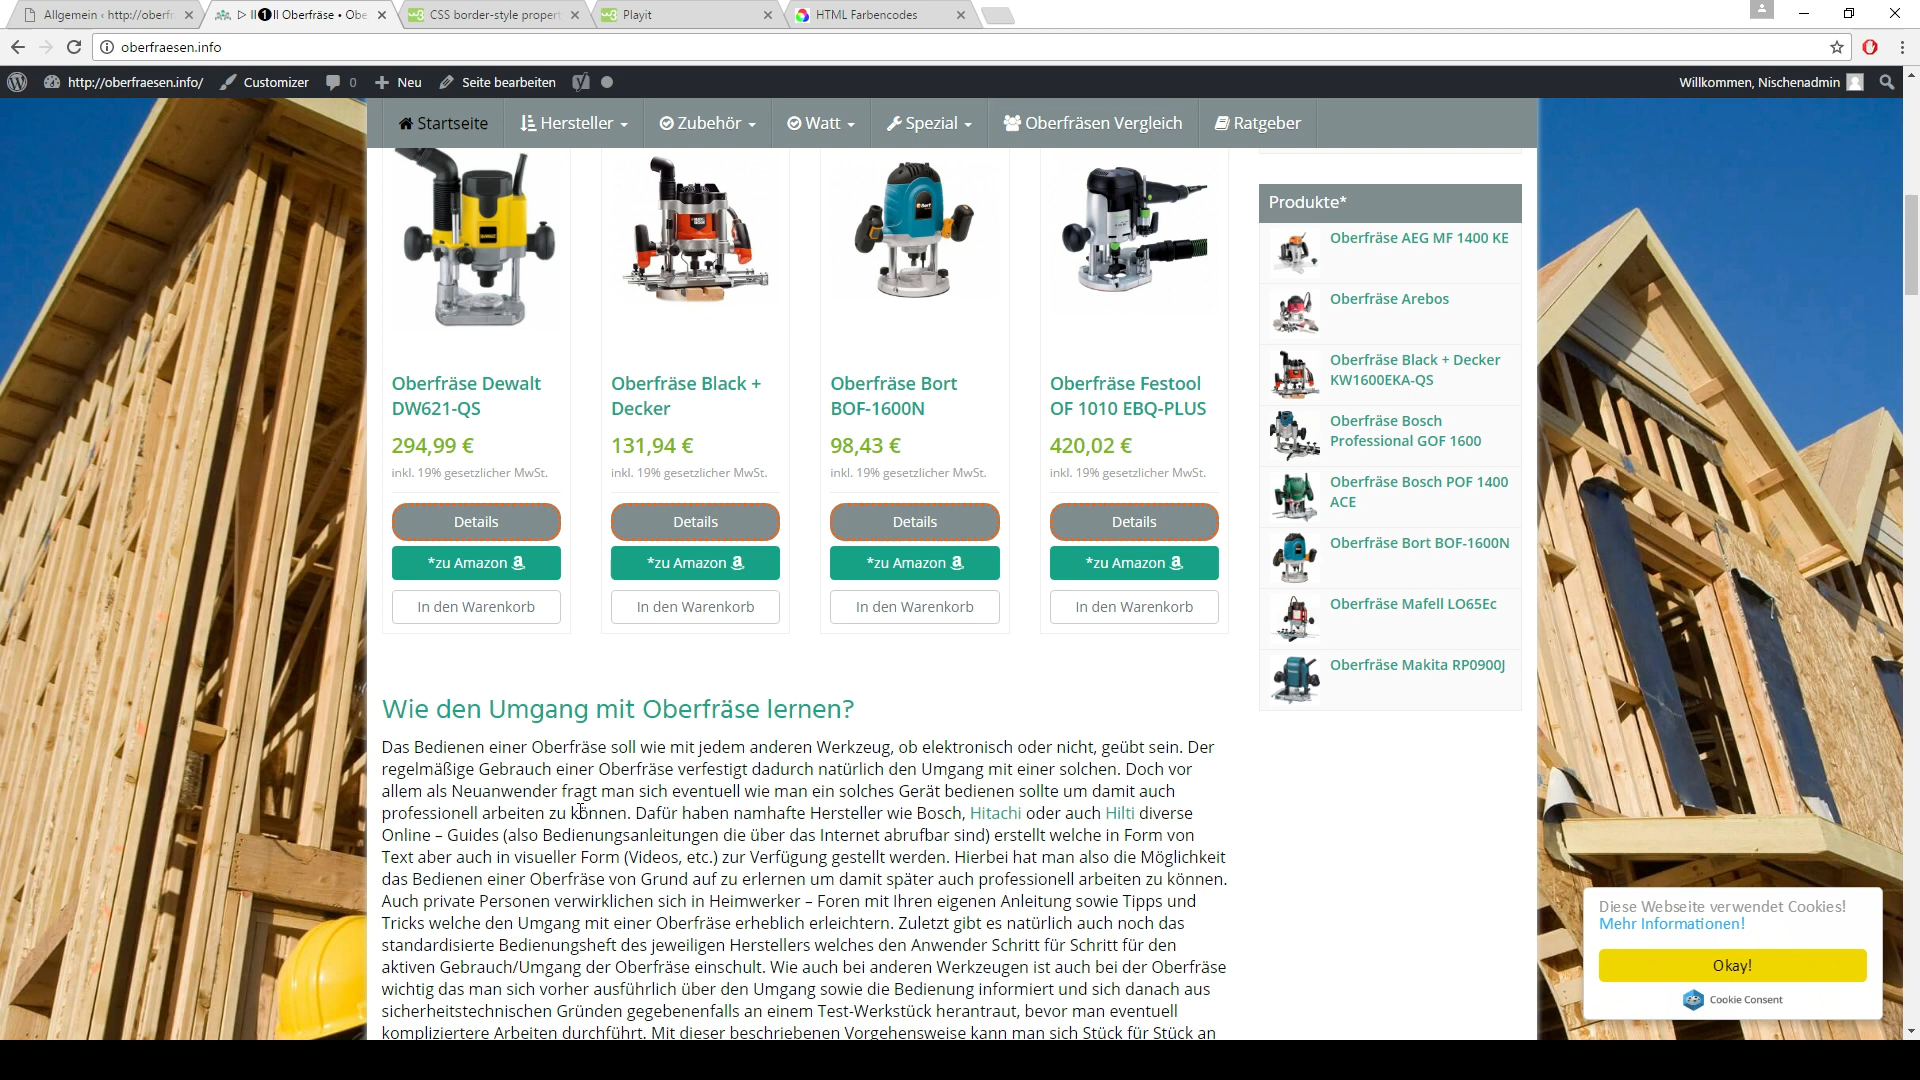 Allgemein ‹ http://oberfr
▷ ll➊ll Oberfräse • Obe
CSS border-style propert
Playit
HTML Farbencodes
oberfraesen.info
http://oberfraesen.info/
Customizer
0
Neu
Seite bearbeiten
Willkommen, Nischenadmin
Startseite
Hersteller
Zubehör
Watt
Spezial
Oberfräsen Vergleich
Ratgeber
Oberfräse Dewalt
DW621-QS
294,99 €
inkl. 19% gesetzlicher MwSt.
Details
*zu Amazon
In den Warenkorb
Oberfräse Black +
Decker
131,94 €
inkl. 19% gesetzlicher MwSt.
Details
*zu Amazon
In den Warenkorb
Oberfräse Bort
BOF-1600N
98,43 €
inkl. 19% gesetzlicher MwSt.
Details
*zu Amazon
In den Warenkorb
Oberfräse Festool
OF 1010 EBQ-PLUS
420,02 €
inkl. 19% gesetzlicher MwSt.
Details
*zu Amazon
In den Warenkorb
Produkte*
Oberfräse AEG MF 1400 KE
Oberfräse Arebos
Oberfräse Black + Decker
KW1600EKA-QS
Oberfräse Bosch
Professional GOF 1600
Oberfräse Bosch POF 1400
ACE
Oberfräse Bort BOF-1600N
Oberfräse Mafell LO65Ec
Oberfräse Makita RP0900J
Wie den Umgang mit Oberfräse lernen?
Das Bedienen einer Oberfräse soll wie mit jedem anderen Werkzeug, ob elektronisch oder nicht, geübt sein. Der
regelmäßige Gebrauch einer Oberfräse verfestigt dadurch natürlich den Umgang mit einer solchen. Doch vor
allem als Neuanwender fragt man sich eventuell wie man ein solches Gerät bedienen sollte um damit auch
professionell arbeiten zu können. Dafür haben namhafte Hersteller wie Bosch, Hitachi oder auch Hilti diverse
Online – Guides (also Bedienungsanleitungen die über das Internet abrufbar sind) erstellt welche in Form von
Text aber auch in visueller Form (Videos, etc.) zur Verfügung gestellt werden. Hierbei hat man also die Möglichkeit
das Bedienen einer Oberfräse von Grund auf zu erlernen um damit später auch professionell arbeiten zu können.
Auch private Personen verwirklichen sich in Heimwerker – Foren mit Ihren eigenen Anleitung sowie Tipps und
Tricks welche den Umgang mit einer Oberfräse erheblich erleichtern. Zuletzt gibt es natürlich auch noch das
standardisierte Bedienungsheft des jeweiligen Herstellers welches den Anwender Schritt für Schritt für den
aktiven Gebrauch/Umgang der Oberfräse einschult. Wie auch bei anderen Werkzeugen ist auch bei der Oberfräse
wichtig das man sich vorher ausführlich über den Umgang sowie die Bedienung informiert und sich danach aus
sicherheitstechnischen Gründen gegebenenfalls an einem Test-Werkstück herantraut, bevor man eventuell
kompliziertere Arbeiten durchführt. Mit dieser beschriebenen Vorgehensweise kann man sich Stück für Stück an
Diese Webseite verwendet Cookies!
Mehr Informationen!
Okay!
Cookie Consent